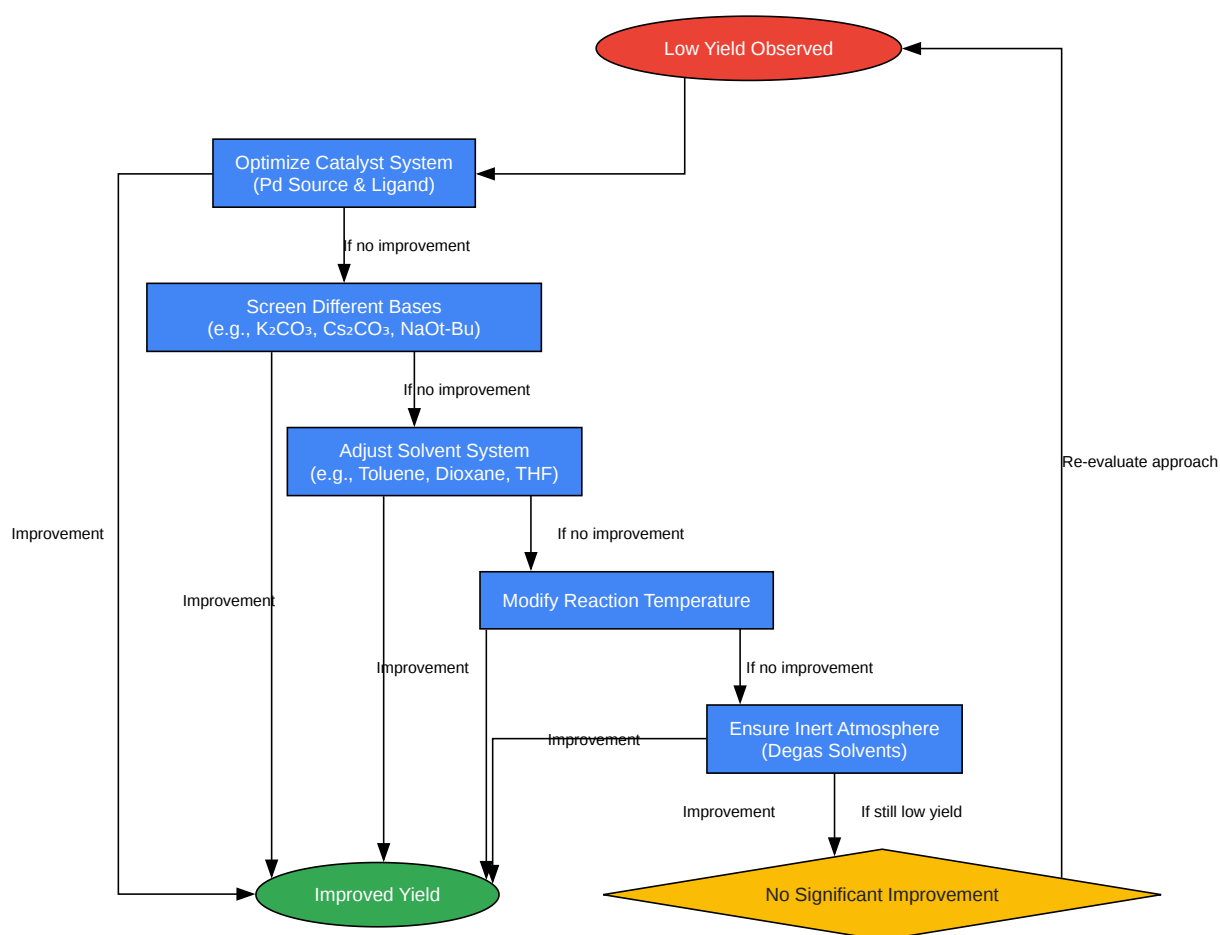 Low Yield Observed
Optimize Catalyst System
(Pd Source & Ligand)
If no improvement
Screen Different Bases
(e.g., K₂CO₃, Cs₂CO₃, NaOt-Bu)
If no improvement
Adjust Solvent System
(e.g., Toluene, Dioxane, THF)
Re-evaluate approach
Improvement
If no improvement
Improvement
Modify Reaction Temperature
Improvement
If no improvement
Ensure Inert Atmosphere
(Degas Solvents)
Improvement
Improvement
If still low yield
Improved Yield
No Significant Improvement